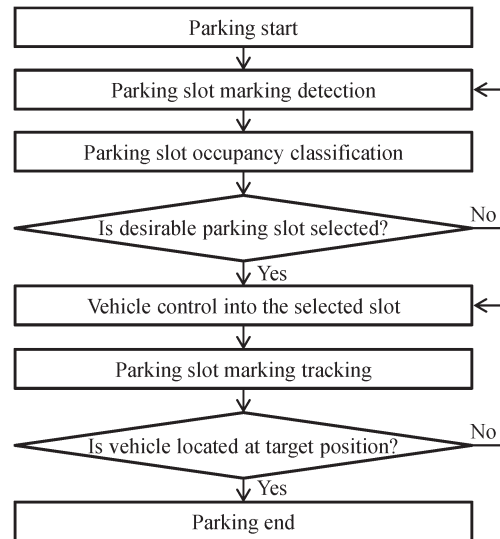 Parking start
Parking slot marking detection
Parking slot occupancy classification
Is desirable parking slot selected?
No
Yes
Vehicle control into the selected slot
Parking slot marking tracking
Is vehicle located at target position?
No
Yes
Parking end